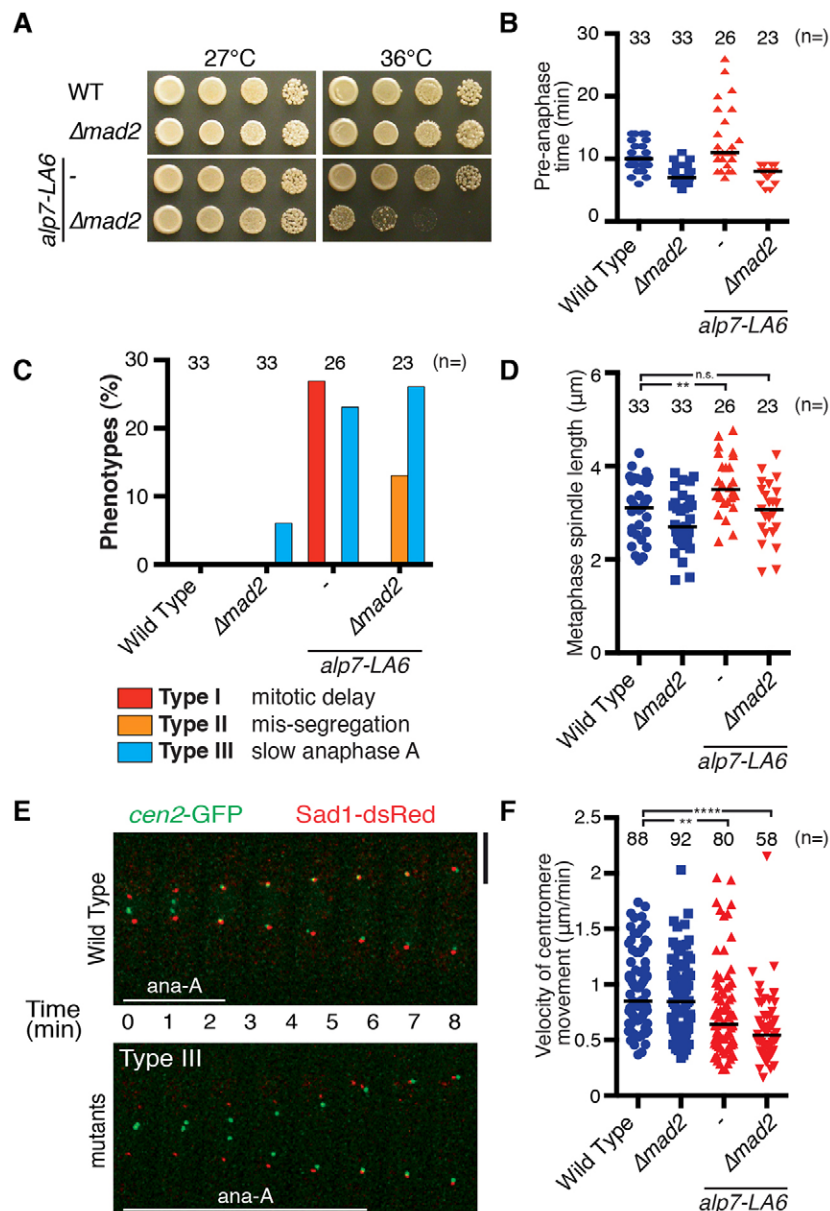 A
27°C 36°C
WT
Δmad2
-
Δmad2
alp7-LA6
B
33 33 26 23 (n=)
Pre-anaphase
time (min)
30
20
10
0
Wild Type
Δmad2
-
Δmad2
alp7-LA6
C
33 33 26 23 (n=)
Phenotypes (%)
30
20
10
0
Wild Type
Δmad2
-
Δmad2
alp7-LA6
Type I mitotic delay
Type II mis-segregation
Type III slow anaphase A
D
n.s.
**
33 33 26 23 (n=)
Metaphase spindle length (μm)
6
4
2
0
Wild Type
Δmad2
-
Δmad2
alp7-LA6
E
cen2-GFP Sad1-dsRed
Wild Type
ana-A
Time
(min)
0 1 2 3 4 5 6 7 8
Type III
mutants
ana-A
F
****
**
88 92 80 58 (n=)
Velocity of centromere
movement (μm/min)
2.5
2
1.5
1
0.5
0
Wild Type
Δmad2
-
Δmad2
alp7-LA6